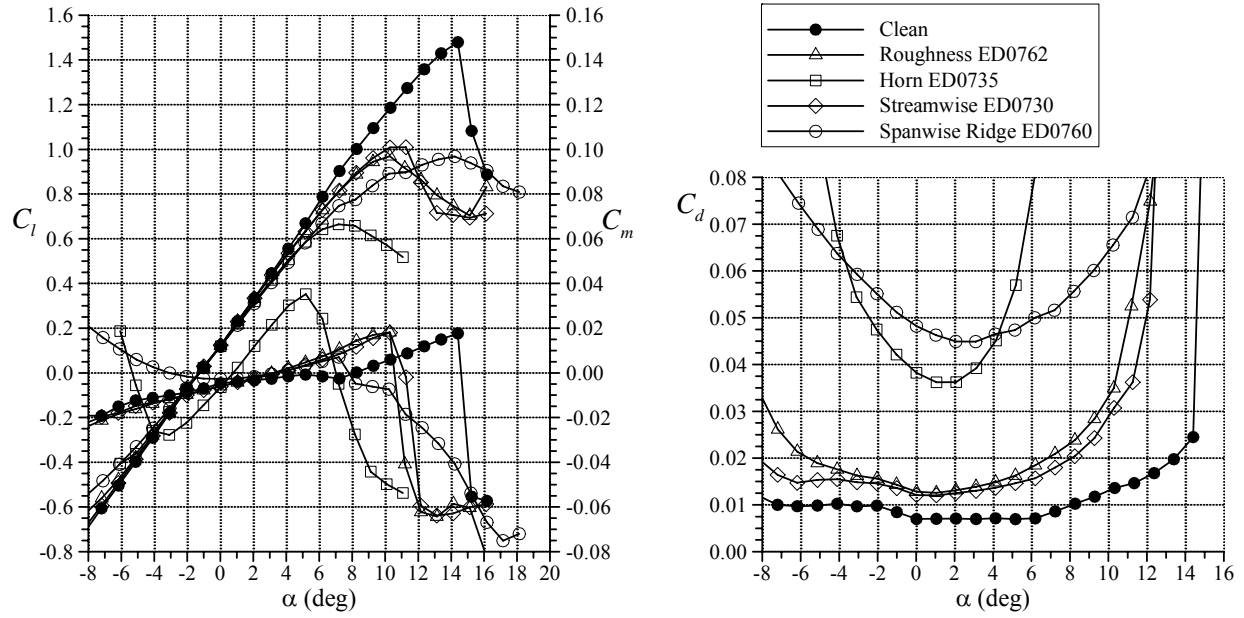 1.6
1.4
1.2
1.0
0.8
0.6
0.4
0.2
0.0
-0.2
-0.4
-0.6
-0.8
C_l
0.16
0.14
0.12
0.10
0.08
0.06
0.04
0.02
0.00
-0.02
-0.04
-0.06
-0.08
C_m
-8 -6 -4 -2 0 2 4 6 8 10 12 14 16 18 20
α (deg)
Clean
Roughness ED0762
Horn ED0735
Streamwise ED0730
Spanwise Ridge ED0760
0.08
0.07
0.06
0.05
0.04
0.03
0.02
0.01
0.00
C_d
-8 -6 -4 -2 0 2 4 6 8 10 12 14 16
α (deg)